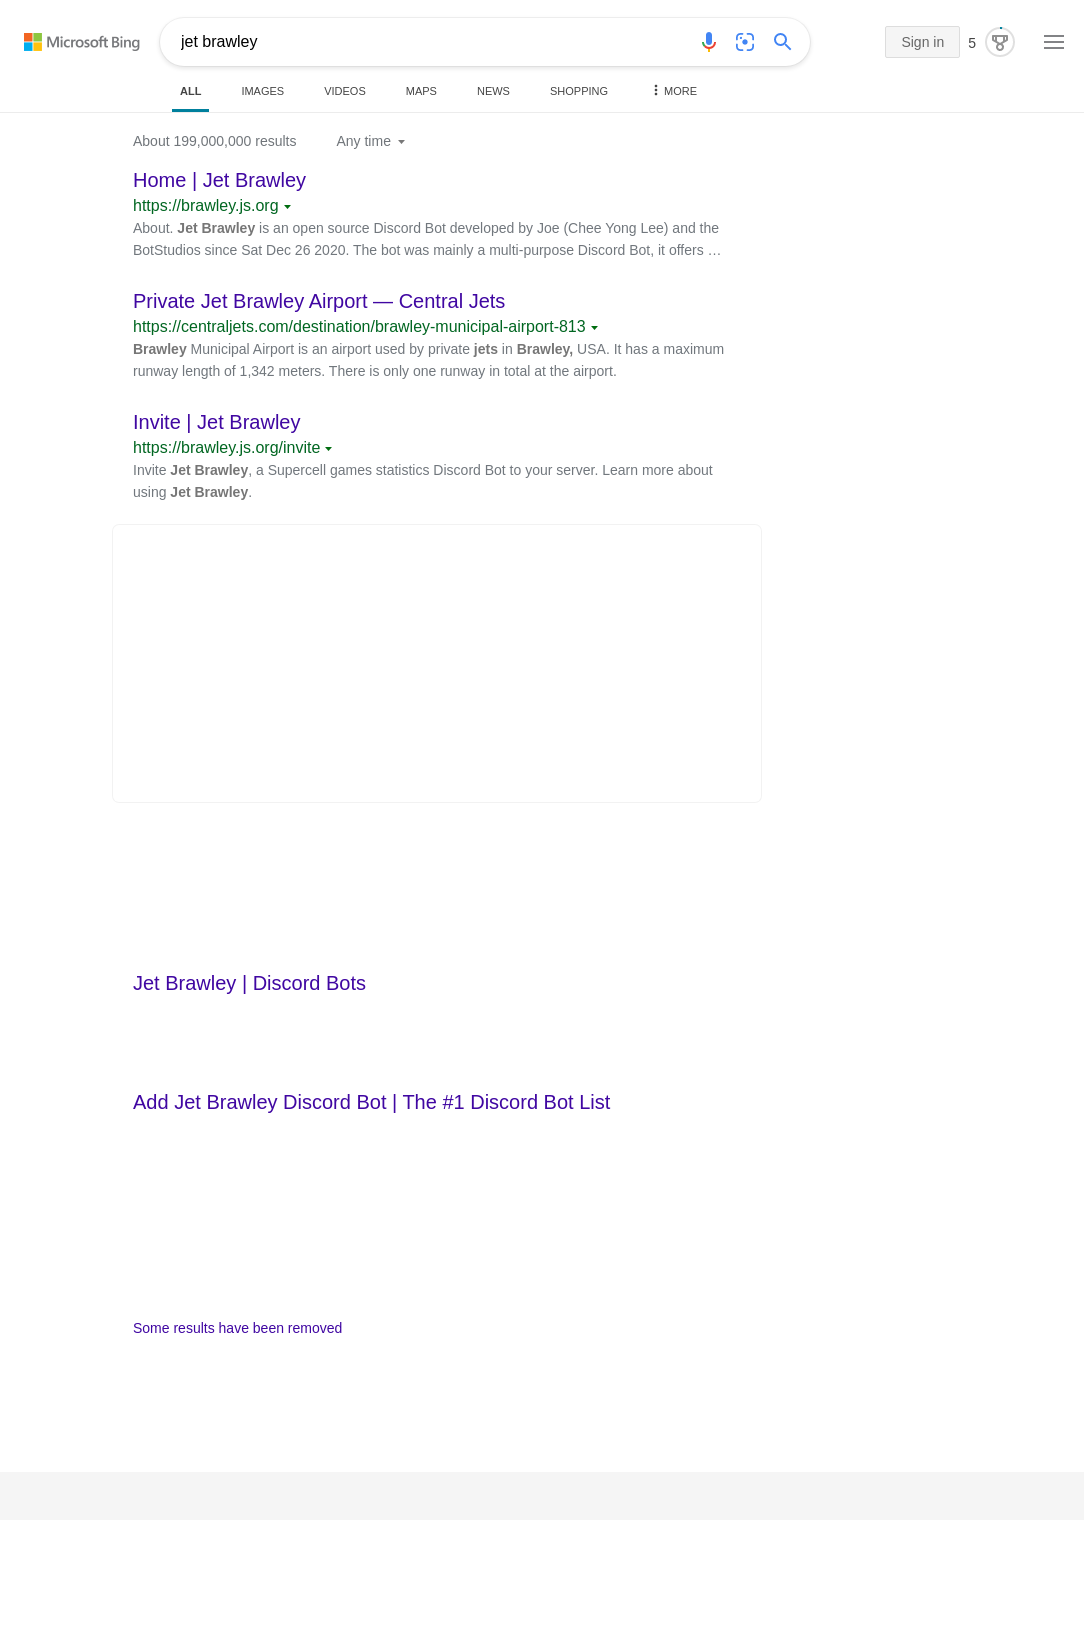 Microsoft Bing
jet brawley
Sign in
5
ALL
IMAGES
VIDEOS
MAPS
NEWS
SHOPPING
MORE
About 199,000,000 results
Any time
Home | Jet Brawley
https://brawley.js.org
About. Jet Brawley is an open source Discord Bot developed by Joe (Chee Yong Lee) and the
BotStudios since Sat Dec 26 2020. The bot was mainly a multi-purpose Discord Bot, it offers …
Private Jet Brawley Airport — Central Jets
https://centraljets.com/destination/brawley-municipal-airport-813
Brawley Municipal Airport is an airport used by private jets in Brawley, USA. It has a maximum
runway length of 1,342 meters. There is only one runway in total at the airport.
Invite | Jet Brawley
https://brawley.js.org/invite
Invite Jet Brawley, a Supercell games statistics Discord Bot to your server. Learn more about
using Jet Brawley.
Jet Brawley | Discord Bots
Add Jet Brawley Discord Bot | The #1 Discord Bot List
Some results have been removed